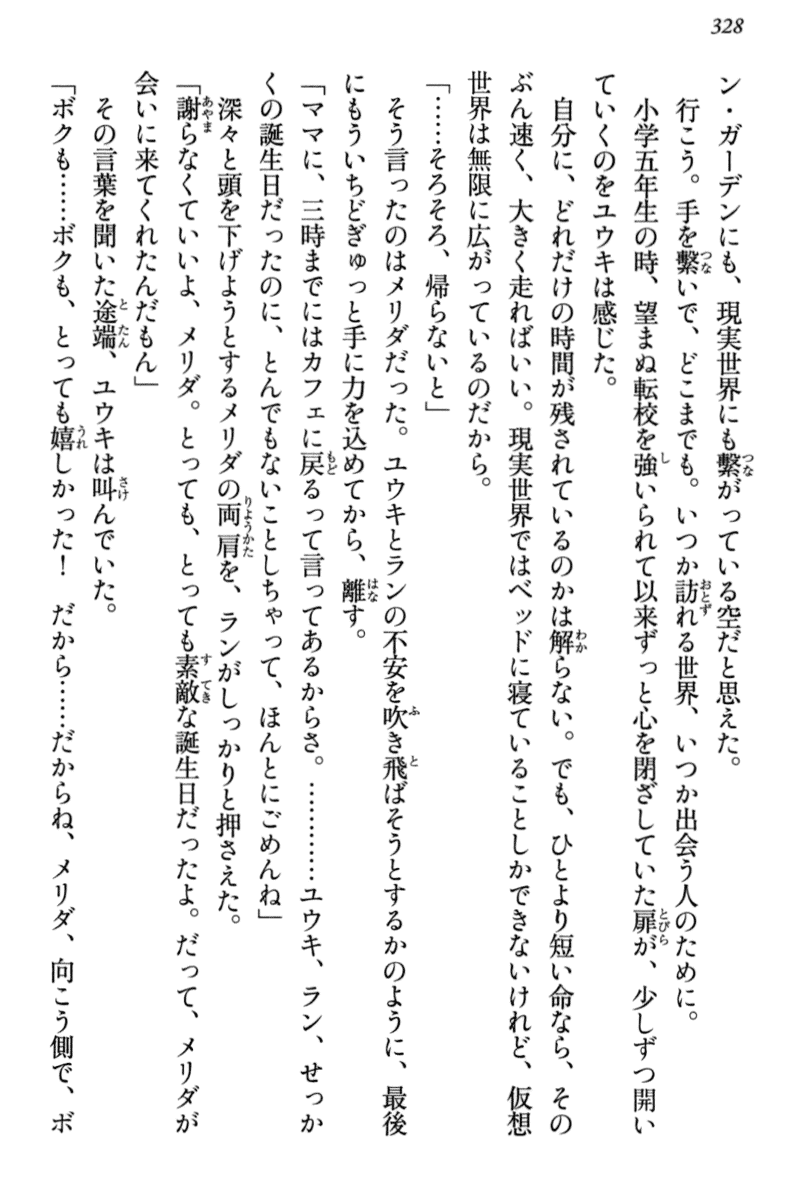 328
ン・ガーデンにも、現実世界にも繋がっている空だと思えた。
行こう。手を繋いで、どこまでも。いつか訪れる世界、いつか出会う人のために。
小学五年生の時、望まぬ転校を強いられて以来ずっと心を閉ざしていた扉が、少しずつ開い
ていくのをユウキは感じた。
自分に、どれだけの時間が残されているのかは解らない。でも、ひとより短い命なら、その
ぶん速く、大きく走ればいい。現実世界ではベッドに寝ていることしかできないけれど、仮想
世界は無限に広がっているのだから。
「……そろそろ、帰らないと」
そう言ったのはメリダだった。ユウキとランの不安を吹き飛ばそうとするかのように、最後
にもういちどぎゅっと手に力を込めてから、離す。
「ママに、三時までにはカフェに戻るって言ってあるからさ。…………ユウキ、ラン、せっか
くの誕生日だったのに、とんでもないことしちゃって、ほんとにごめんね」
深々と頭を下げようとするメリダの両肩を、ランがしっかりと押さえた。
「謝らなくていいよ、メリダ。とっても、とっても素敵な誕生日だったよ。だって、メリダが
会いに来てくれたんだもん」
その言葉を聞いた途端、ユウキは叫んでいた。
「ボクも……ボクも、とっても嬉しかった！　だから……だからね、メリダ、向こう側で、ボ